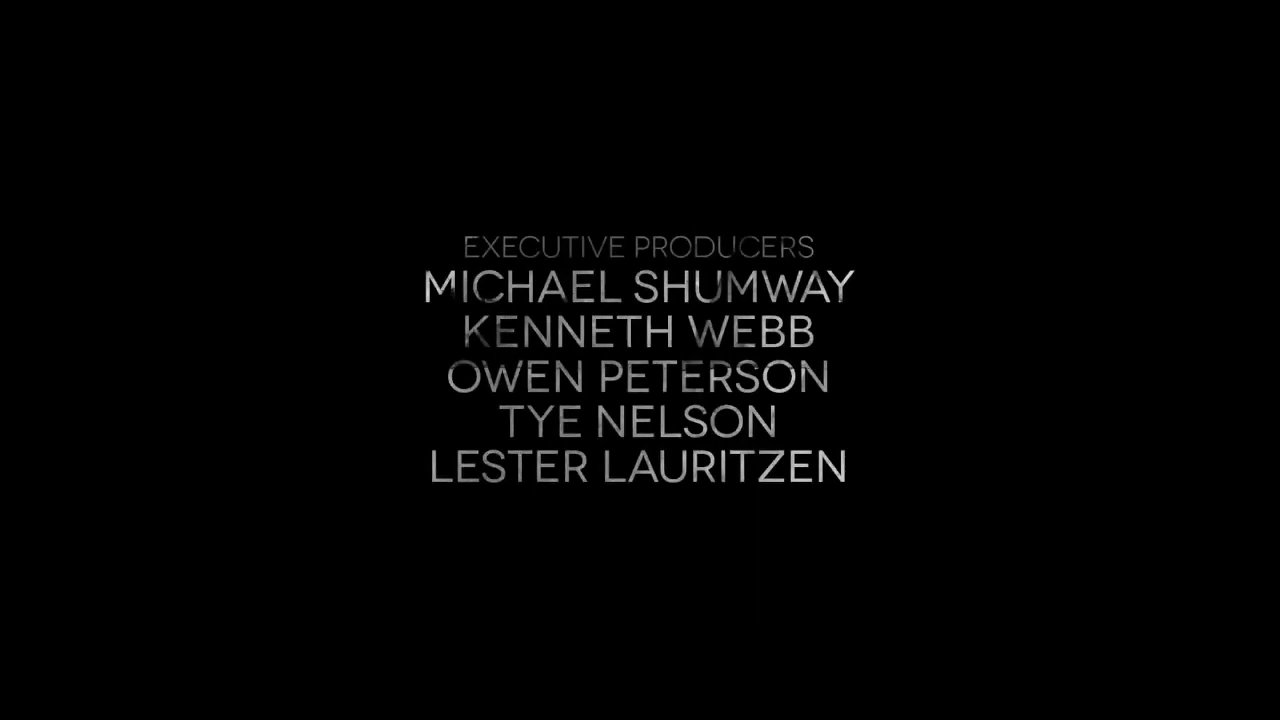 EXECUTIVE PRODUCERS
MICHAEL SHUMWAY
KENNETH WEBB
OWEN PETERSON
TYE NELSON
LESTER LAURITZEN